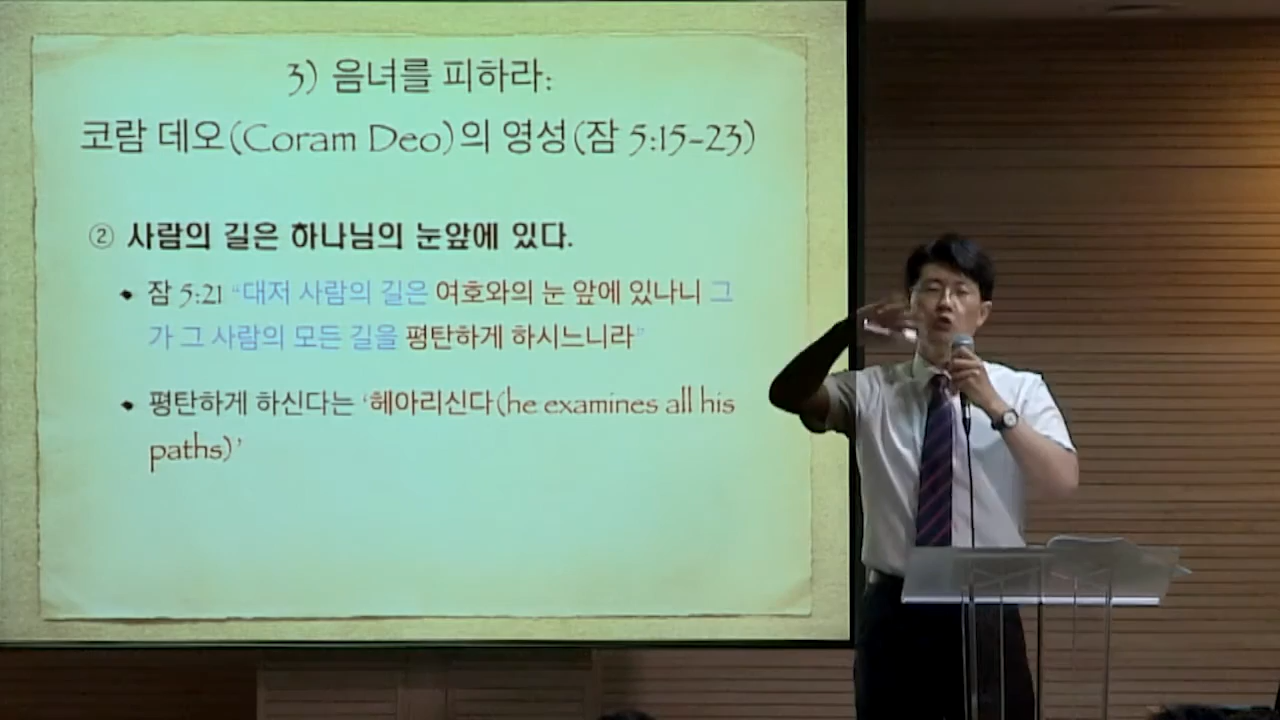 3) 음녀를 피하라:
코람 데오(Coram Deo)의 영성(잠 5:15-23)
② 사람의 길은 하나님의 눈앞에 있다.
• 잠 5:21 “대저 사람의 길은 여호와의 눈 앞에 있나니 그
가 그 사람의 모든 길을 평탄하게 하시느니라”
• 평탄하게 하신다는 ‘헤아리신다(he examines all his
paths)’